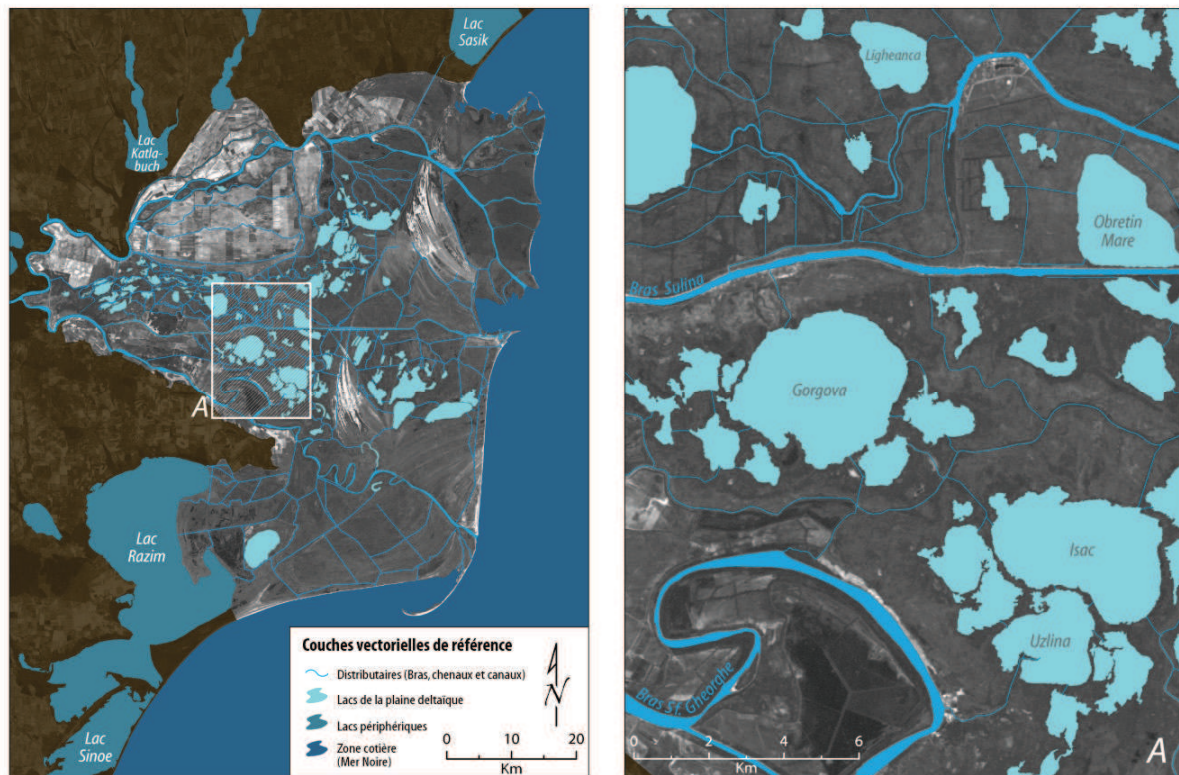 Lac
Sasik
Lac
Katla-
buch
A
Lac
Razim
Lac
Sinoe
Couches vectorielles de référence
Distributaires (Bras, chenaux et canaux)
Lacs de la plaine deltaïque
Lacs périphériques
Zone cotière
(Mer Noire)
N
0 10 20
Km
Ligheanca
Obretin
Mare
Bras Sulina
Gorgova
Isac
Uzlina
Bras St. Gheorghe
0 2 4 6
Km
A